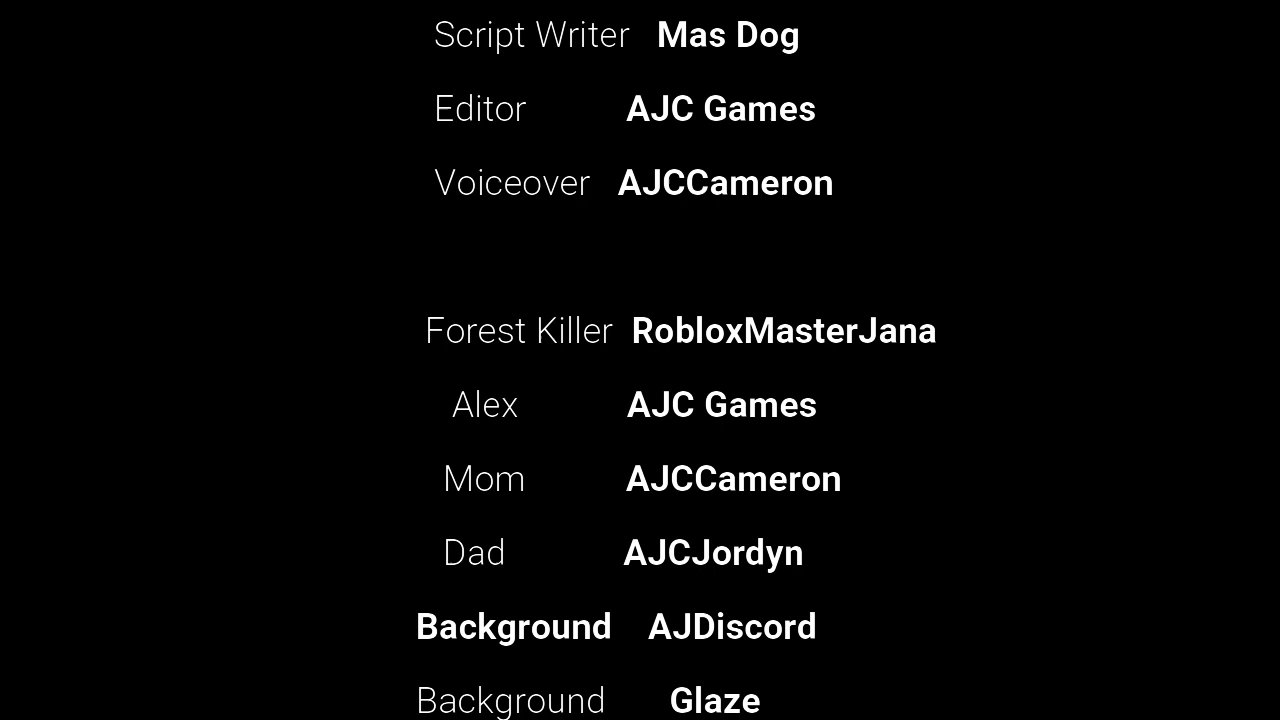 Script Writer Mas Dog
Editor AJC Games
Voiceover AJCCameron
Forest Killer RobloxMasterJana
Alex AJC Games
Mom AJCCameron
Dad AJCJordyn
Background AJDiscord
Background Glaze